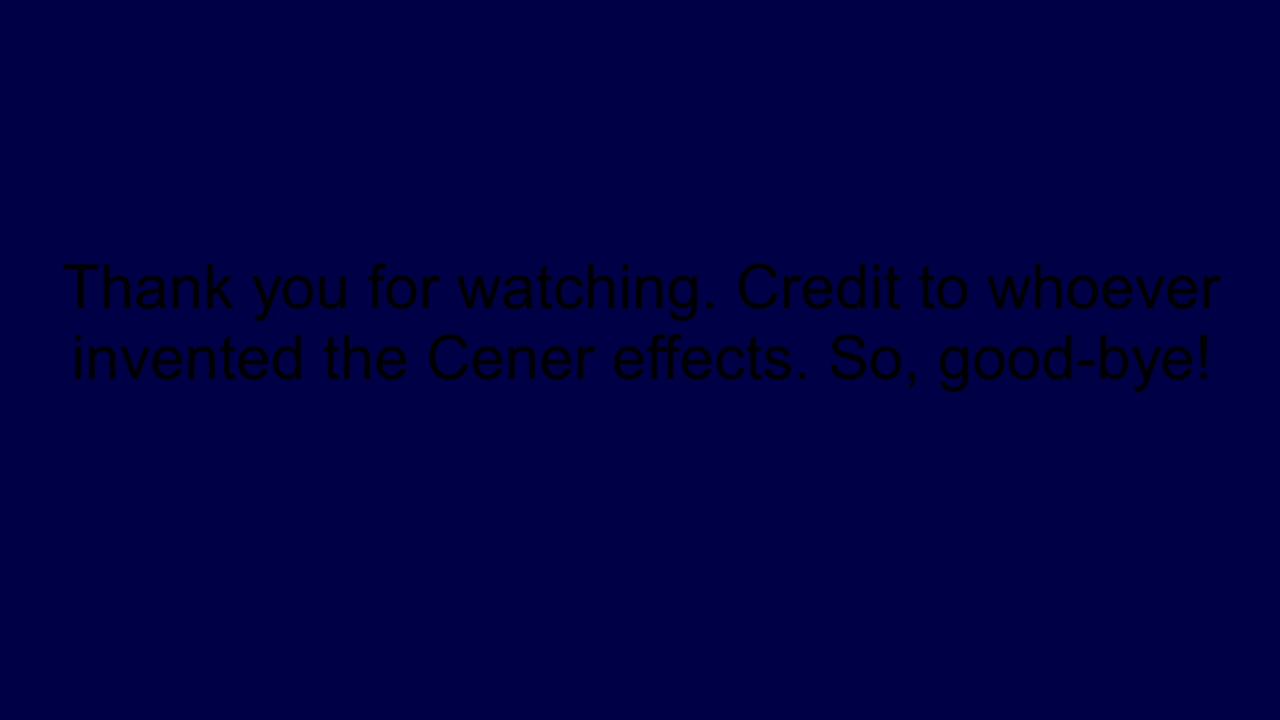 Thank you for watching. Credit to whoever
invented the Cener effects. So, good-bye!